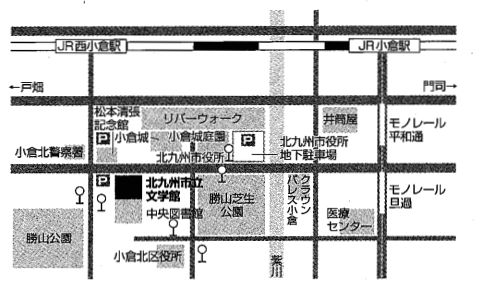 JR西小倉駅
JR小倉駅
←戸畑
門司→
松本清張
記念館
小倉城
リバーウォーク
小倉城庭園
井筒屋
モノレール
平和通
小倉北警察署
P
P
北九州市役所
北九州市役所
地下駐車場
P
北九州市立
文学館
中央図書館
勝山芝生
公園
クラウン
パレス小倉
モノレール
旦過
医療
センター
勝山公園
小倉北区役所
紫川